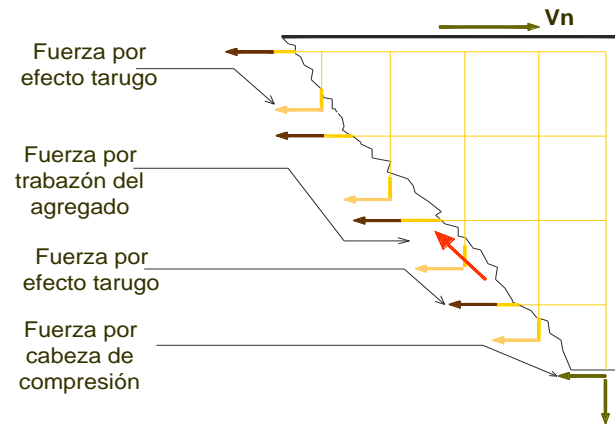 Vn
Fuerza por
efecto tarugo
Fuerza por
trabazón del
agregado
Fuerza por
efecto tarugo
Fuerza por
cabeza de
compresión